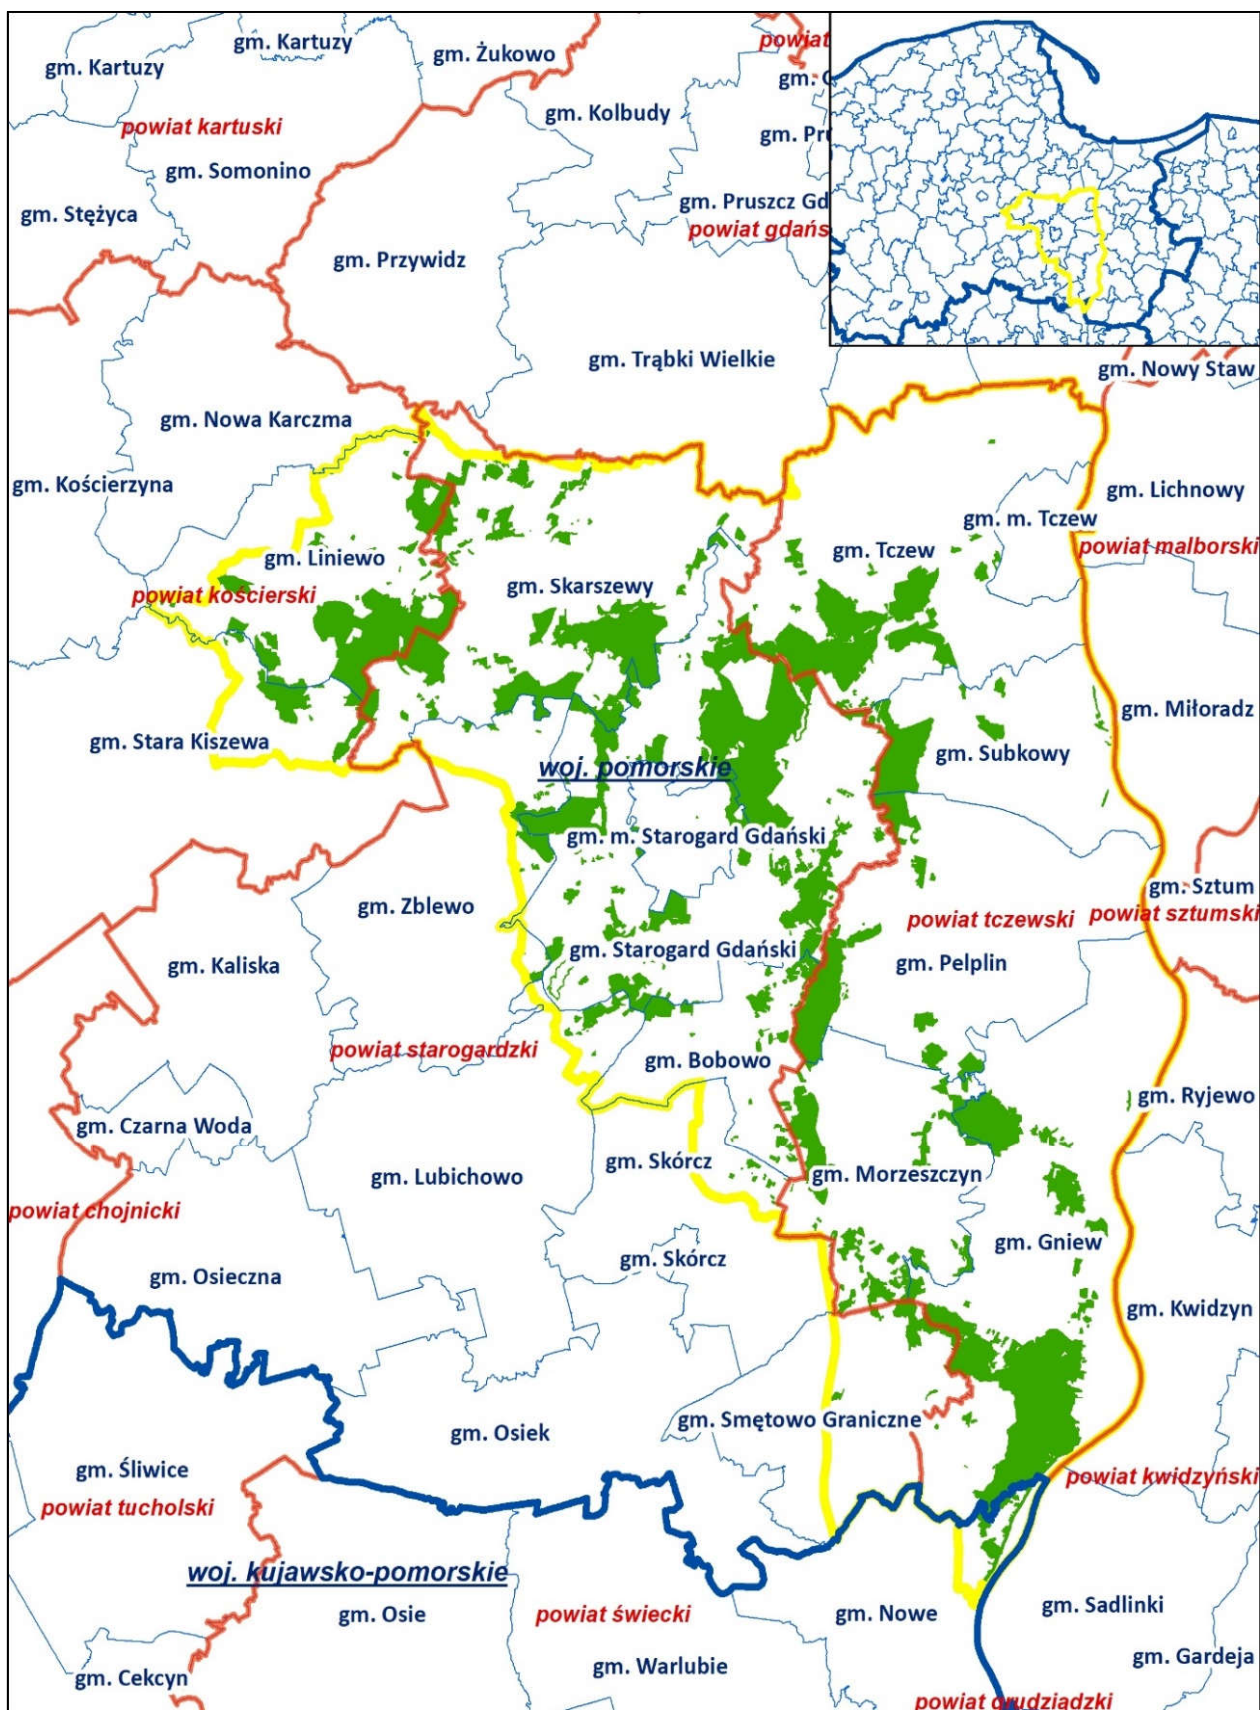 gm. Kartuzy
gm. Kartuzy
gm. Żukowo
powiat
gm.
gm. Kolbudy
powiat kartuski
gm. Pru
gm. Somonino
gm. Stężyca
gm. Pruszcz Gd
powiat gdańs
gm. Przywidz
gm. Trąbki Wielkie
gm. Nowy Staw
gm. Nowa Karczma
gm. Kościerzyna
gm. Lichnowy
gm. m. Tczew
powiat malborski
gm. Tczew
gm. Liniewo
gm. Skarszewy
powiat kościerski
gm. Miłoradz
gm. Stara Kiszewa
gm. Subkowy
woj. pomorskie
gm. m. Starogard Gdański
gm. Sztum
gm. Zblewo
powiat tczewski
powiat sztumski
gm. Starogard Gdański
gm. Kaliska
gm. Pelplin
powiat starogardzki
gm. Bobowo
gm. Ryjewo
gm. Czarna Woda
gm. Skórcz
gm. Lubichowo
gm. Morzeszczyn
powiat chojnicki
gm. Gniew
gm. Skórcz
gm. Osieczna
gm. Kwidzyn
gm. Smętowo Graniczne
gm. Osiek
gm. Śliwice
powiat kwidzyński
powiat tucholski
woj. kujawsko-pomorskie
gm. Osie
powiat świecki
gm. Nowe
gm. Sadlinki
gm. Gardeja
gm. Warlubie
gm. Cekcyn
powiat grudziądzki